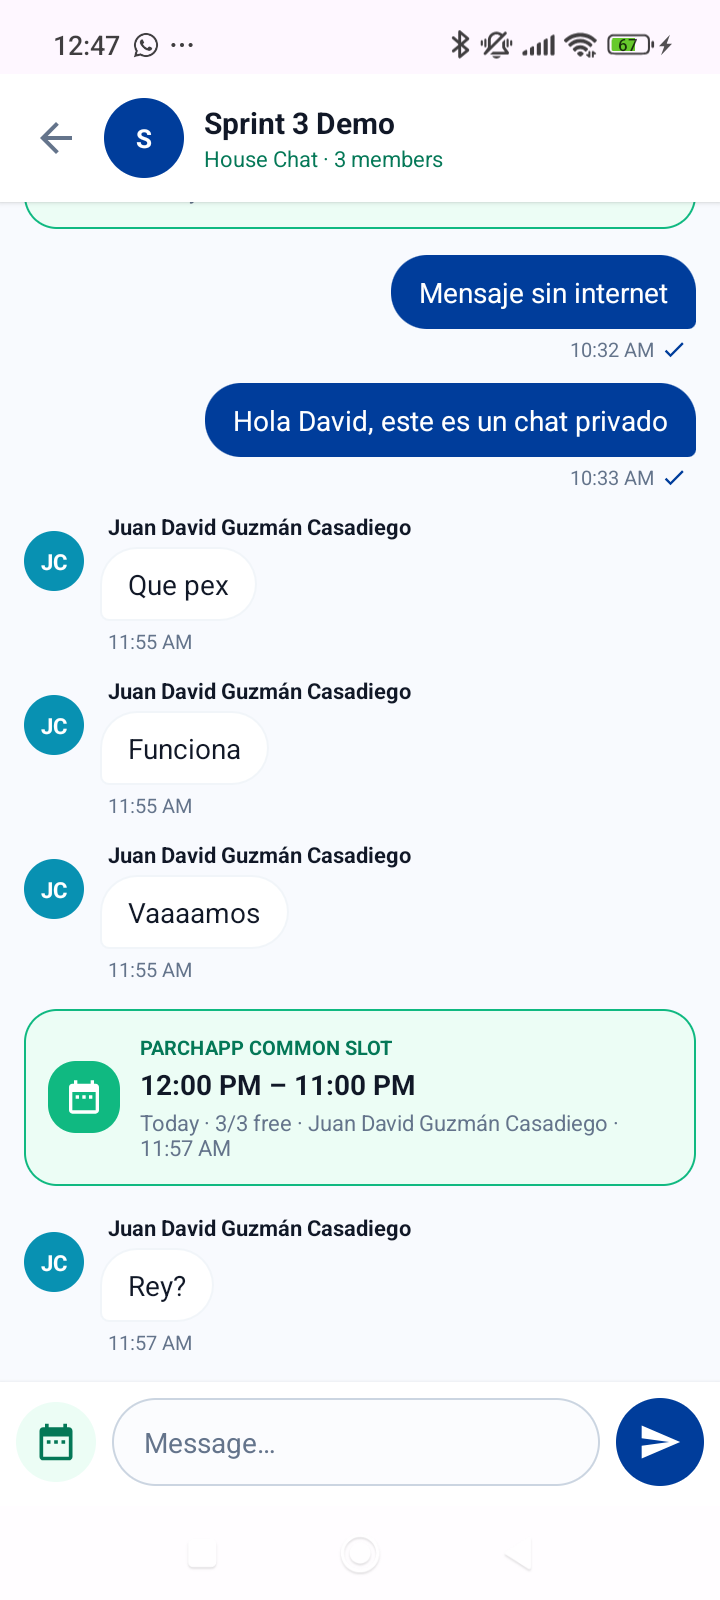 12:47
67
S
Sprint 3 Demo
House Chat · 3 members
Mensaje sin internet
10:32 AM
Hola David, este es un chat privado
10:33 AM
Juan David Guzmán Casadiego
JC
Que pex
11:55 AM
Juan David Guzmán Casadiego
JC
Funciona
11:55 AM
Juan David Guzmán Casadiego
JC
Vaaaamos
11:55 AM
PARCHAPP COMMON SLOT
12:00 PM – 11:00 PM
Today · 3/3 free · Juan David Guzmán Casadiego ·
11:57 AM
Juan David Guzmán Casadiego
JC
Rey?
11:57 AM
Message…